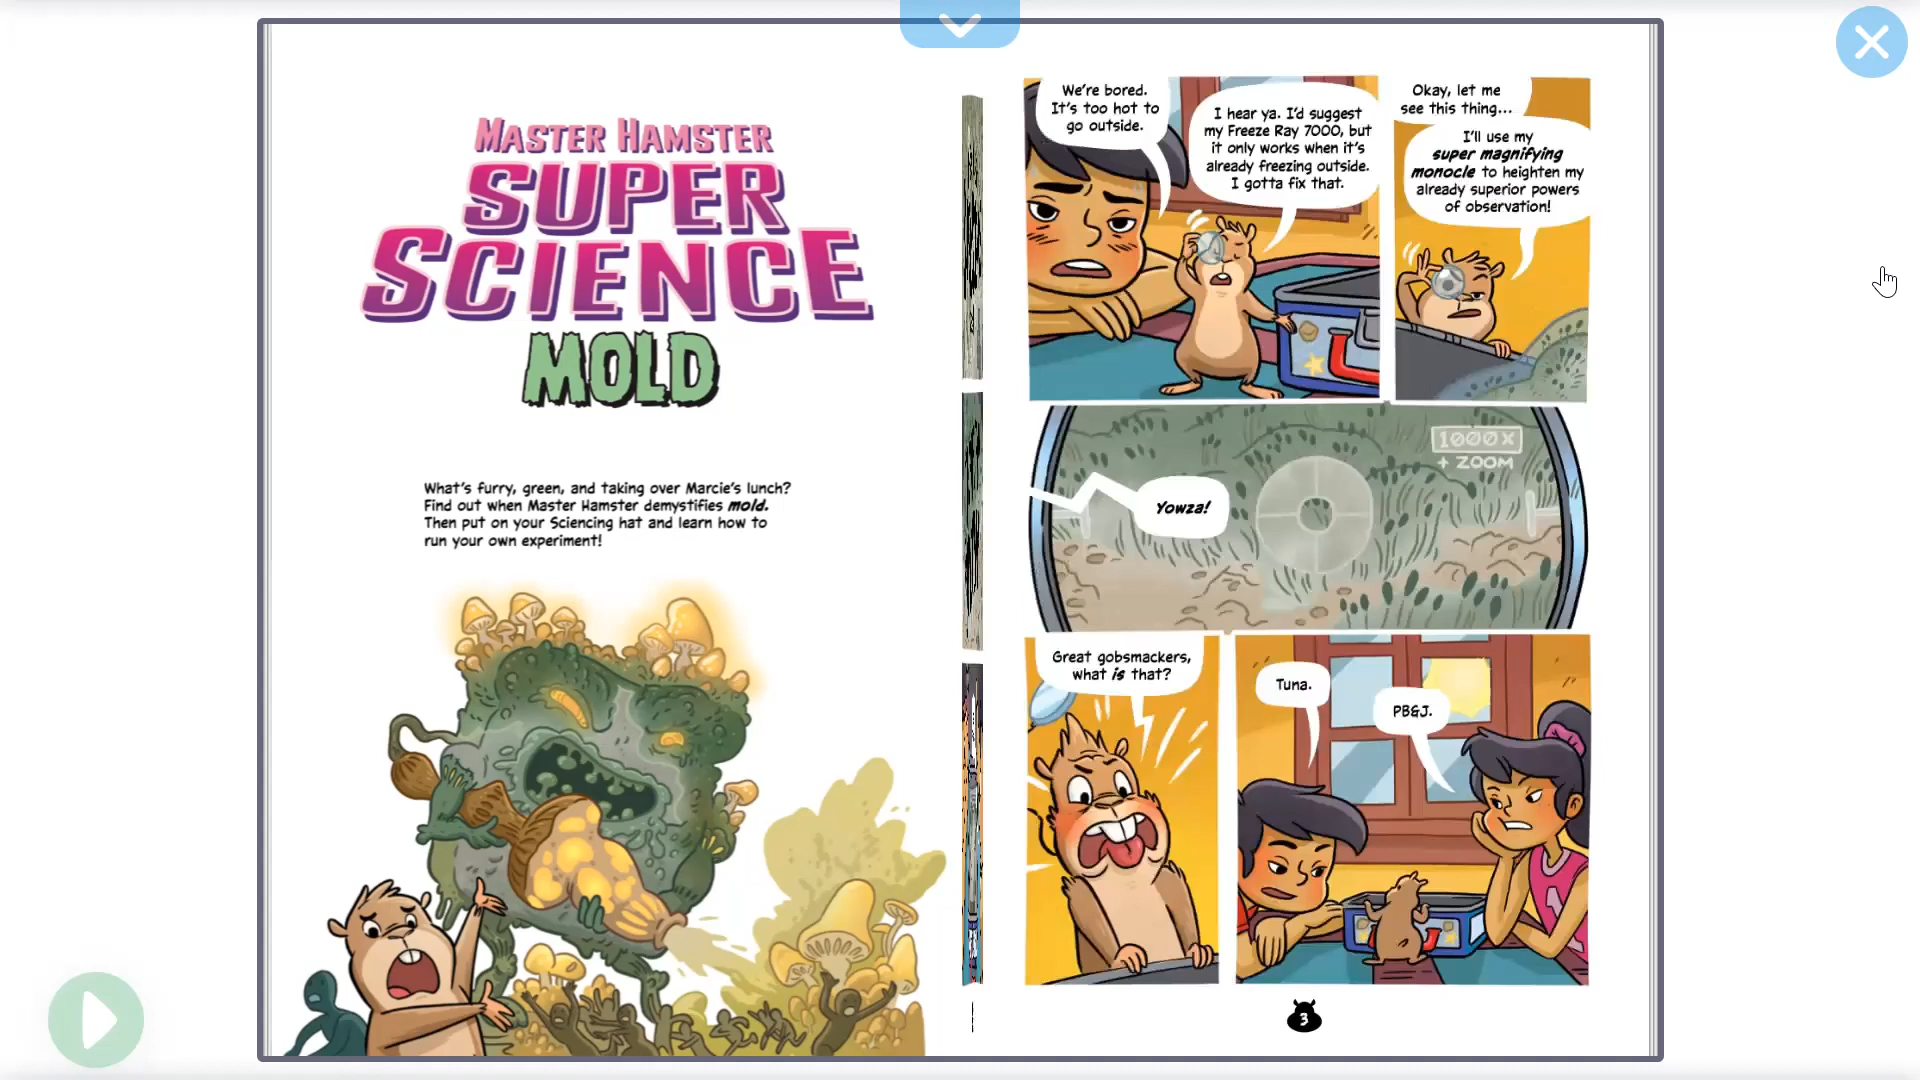 MASTER HAMSTER
SUPER
SCIENCE
MOLD
What's furry, green, and taking over Marcie's lunch?
Find out when Master Hamster demystifies mold.
Then put on your Sciencing hat and learn how to
run your own experiment!
We're bored.
It's too hot to
go outside.
I hear ya. I'd suggest
my Freeze Ray 7000, but
it only works when it's
already freezing outside.
I gotta fix that.
Okay, let me
see this thing...
I'll use my
super magnifying
monocle to heighten my
already superior powers
of observation!
1000X
+ ZOOM
Yowza!
Great gobsmackers,
what is that?
Tuna.
PB&J.
3